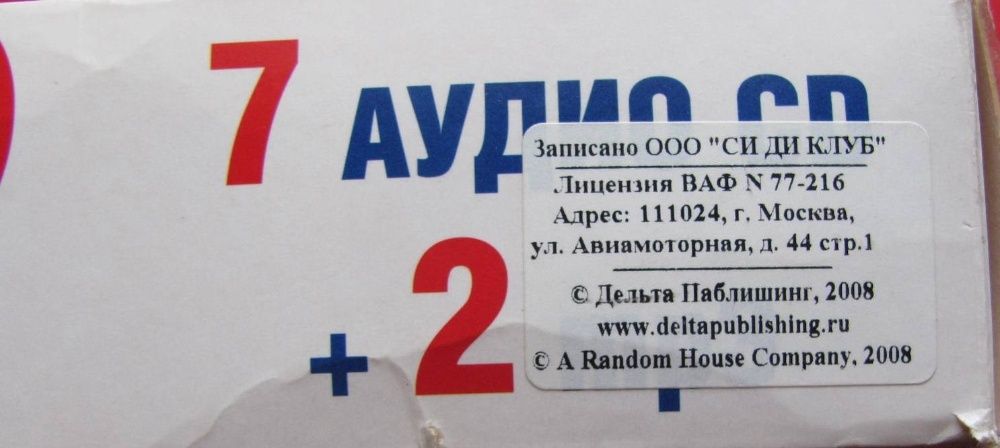 7 АУДИО CD
+ 2
Записано ООО "СИ ДИ КЛУБ"
Лицензия ВАФ N 77-216
Адрес: 111024, г. Москва,
ул. Авиамоторная, д. 44 стр.1
© Дельта Паблишинг, 2008
www.deltapublishing.ru
© A Random House Company, 2008